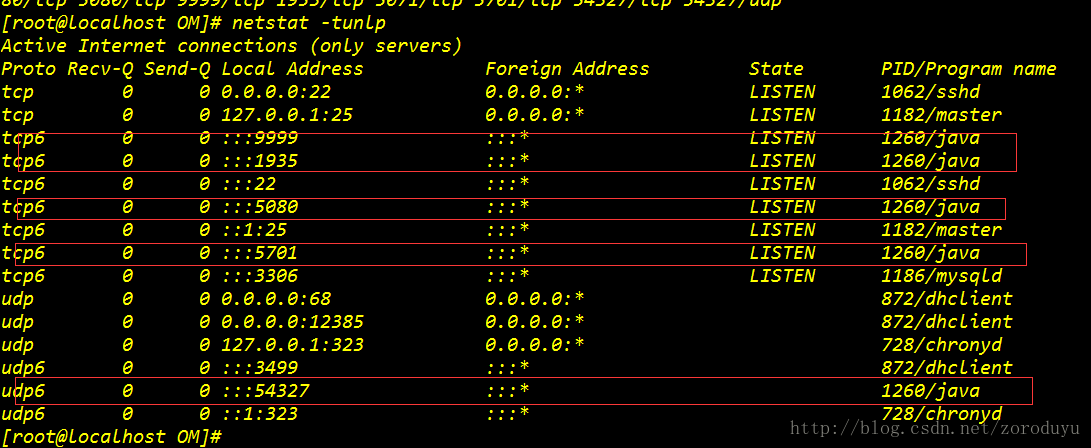 80/tcp 5080/tcp 9999/tcp 1935/tcp 5071/tcp 5701/tcp 54327/tcp 54327/udp
[root@localhost OM]# netstat -tunlp
Active Internet connections (only servers)
Proto Recv-Q Send-Q Local Address Foreign Address State PID/Program name
tcp 0 0 0.0.0.0:22 0.0.0.0:* LISTEN 1062/sshd
tcp 0 0 127.0.0.1:25 0.0.0.0:* LISTEN 1182/master
tcp6 0 0 :::9999 :::* LISTEN 1260/java
tcp6 0 0 :::1935 :::* LISTEN 1260/java
tcp6 0 0 :::22 :::* LISTEN 1062/sshd
tcp6 0 0 :::5080 :::* LISTEN 1260/java
tcp6 0 0 ::1:25 :::* LISTEN 1182/master
tcp6 0 0 :::5701 :::* LISTEN 1260/java
tcp6 0 0 :::3306 :::* LISTEN 1186/mysqld
udp 0 0 0.0.0.0:68 0.0.0.0:* 872/dhclient
udp 0 0 0.0.0.0:12385 0.0.0.0:* 872/dhclient
udp 0 0 127.0.0.1:323 0.0.0.0:* 728/chronyd
udp6 0 0 :::3499 :::* 872/dhclient
udp6 0 0 :::54327 :::* 1260/java
udp6 0 0 ::1:323 :::* 728/chronyd
[root@localhost OM]#
http://blog.csdn.net/zoroduyu